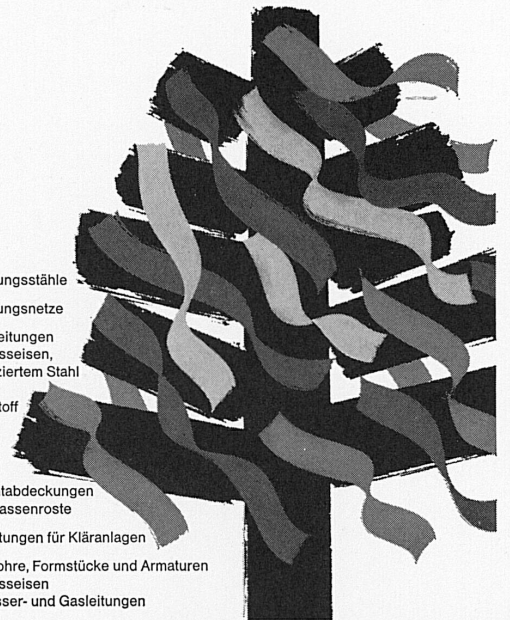 ungsstähle
ungsnetze
eitungen
sseisen,
ziertem Stahl
toff
tabdeckungen
assenroste
tungen für Kläranlagen
ohre, Formstücke und Armaturen
sseisen
sser- und Gasleitungen